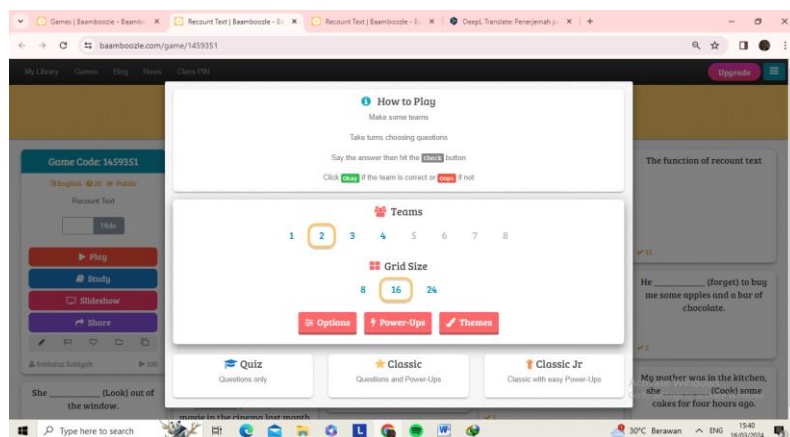 Games | Baamboozle - Baambo
Recount Text | Baamboozle - Ba
Recount Text | Baamboozle - Ba
DeepL Translate: Penerjemah p
baamboozle.com/game/1459351
My Library Games Blog News Class PIN
Upgrade
How to Play
Make some teams
Take turns choosing questions
Say the answer then hit the Check button
Click Okay if the team is correct or Oops if not
Game Code: 1459351
English 20 Public
Recount Text
Hide
Play
Study
Slideshow
Share
100
Teams
1 2 3 4 5 6 7 8
Grid Size
8 16 24
Options Power-Ups Themes
Quiz
Questions only
Classic
Questions and Power-Ups
Classic Jr
Classic with easy Power-Ups
The function of recount text
15
He __________ (forget) to buy
me some apples and a bar of
chocolate.
My mother was in the kitchen,
she __________ (Cook) some
cakes for four hours ago.
She __________ (Look) out of
the window.
movie in the cinema last month
Type here to search
30°C Berawan
ENG
15:40
16/03/2024